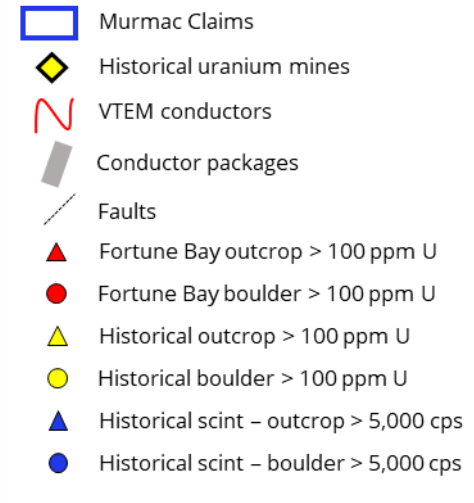 Murmac Claims
Historical uranium mines
VTEM conductors
Conductor packages
Faults
Fortune Bay outcrop > 100 ppm U
Fortune Bay boulder > 100 ppm U
Historical outcrop > 100 ppm U
Historical boulder > 100 ppm U
Historical scint – outcrop > 5,000 cps
Historical scint – boulder > 5,000 cps